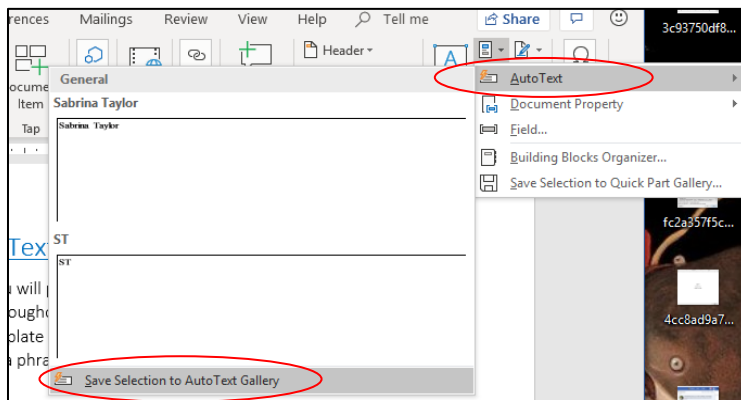 rences Mailings Review View Help Tell me Share
3c93750df8...
Header
ocume
Item
Tap
General
Sabrina Taylor
Sabrina Taylor
ST
ST
Save Selection to AutoText Gallery
AutoText
Document Property
Field...
Building Blocks Organizer...
Save Selection to Quick Part Gallery...
fc2a357f5c...
4cc8ad9a7...
Tex
u will
ougho
plate
a phra